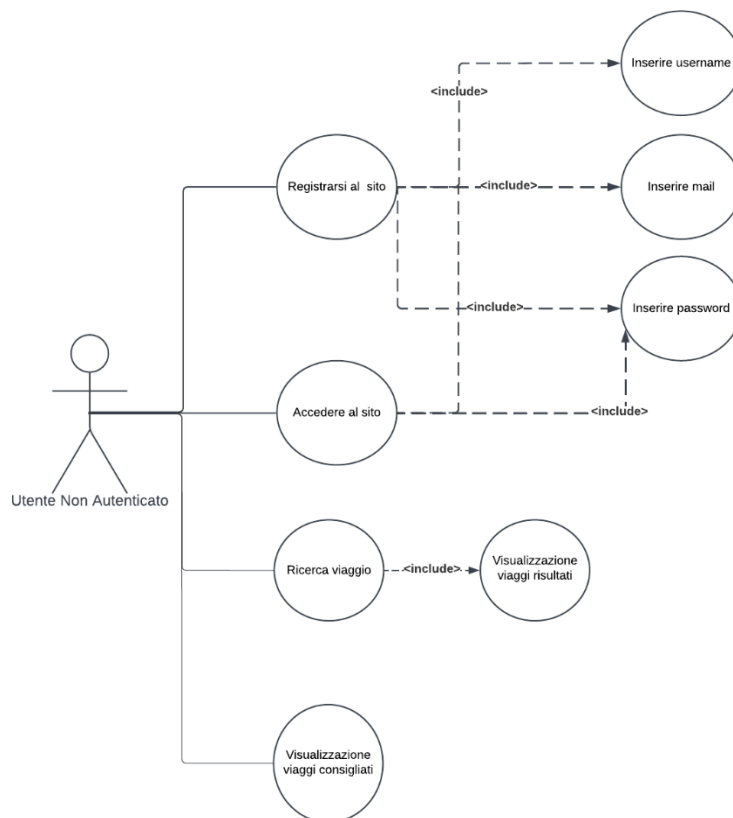 Inserire username
<include>
Registrarsi al sito
<include>
Inserire mail
<include>
Inserire password
Accedere al sito
<include>
Utente Non Autenticato
Ricerca viaggio
<include>
Visualizzazione
viaggi risultati
Visualizzazione
viaggi consigliati